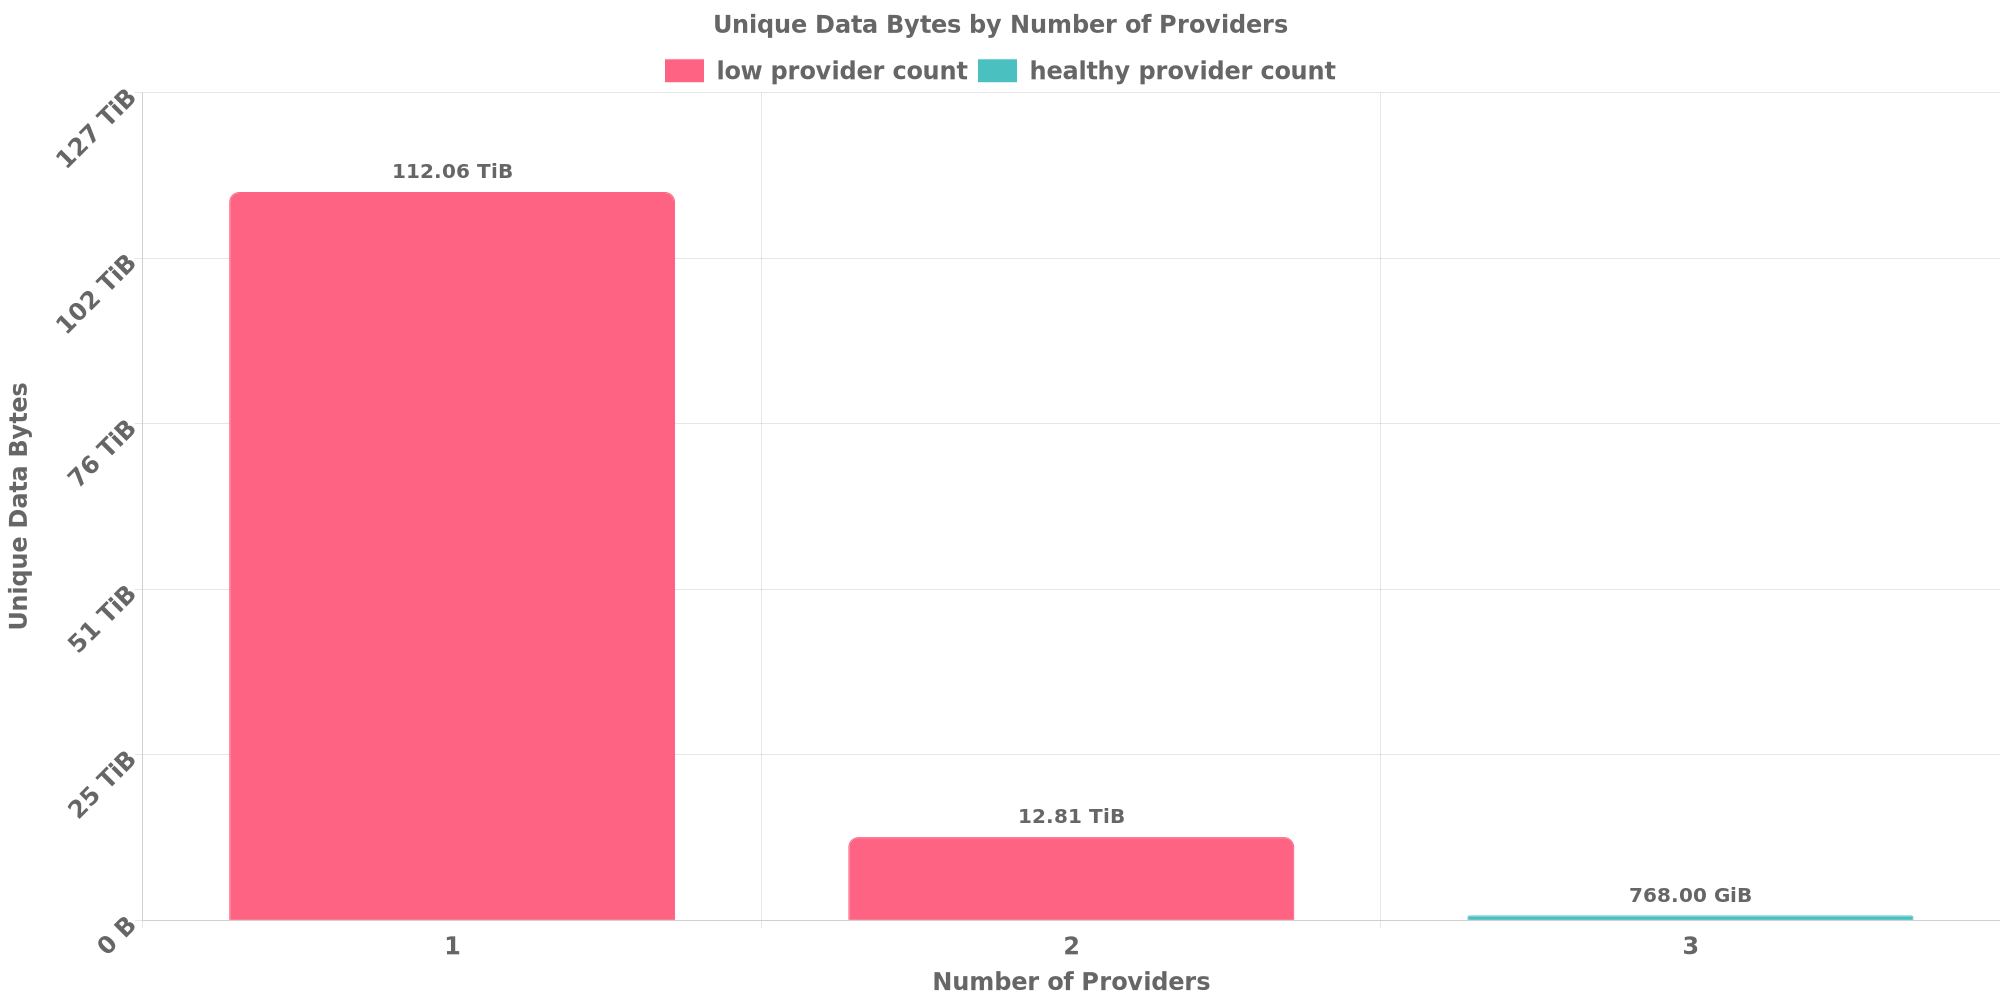 Unique Data Bytes by Number of Providers
low provider count healthy provider count
127 TiB
102 TiB
76 TiB
51 TiB
25 TiB
0 B
Unique Data Bytes
112.06 TiB
12.81 TiB
768.00 GiB
1 2 3
Number of Providers